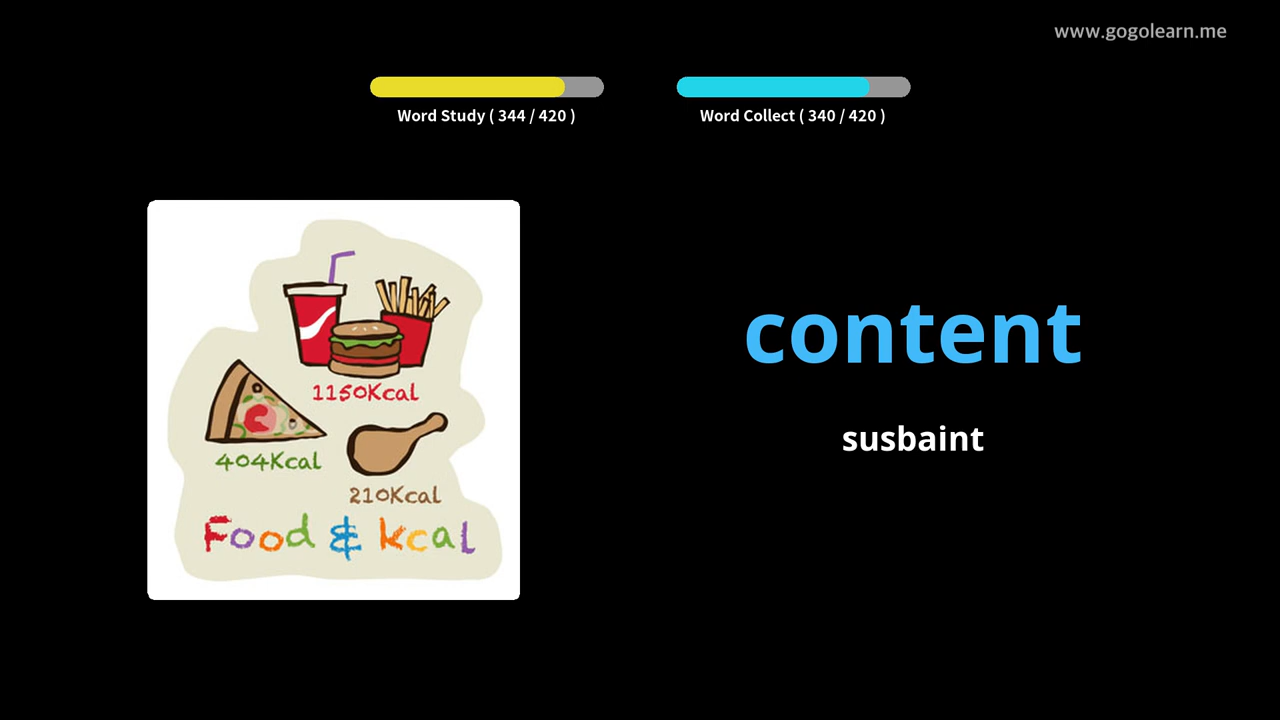 www.gogolearn.me
Word Study ( 344 / 420 )
Word Collect ( 340 / 420 )
1150Kcal
404Kcal
210Kcal
Food & kcal
content
susbaint